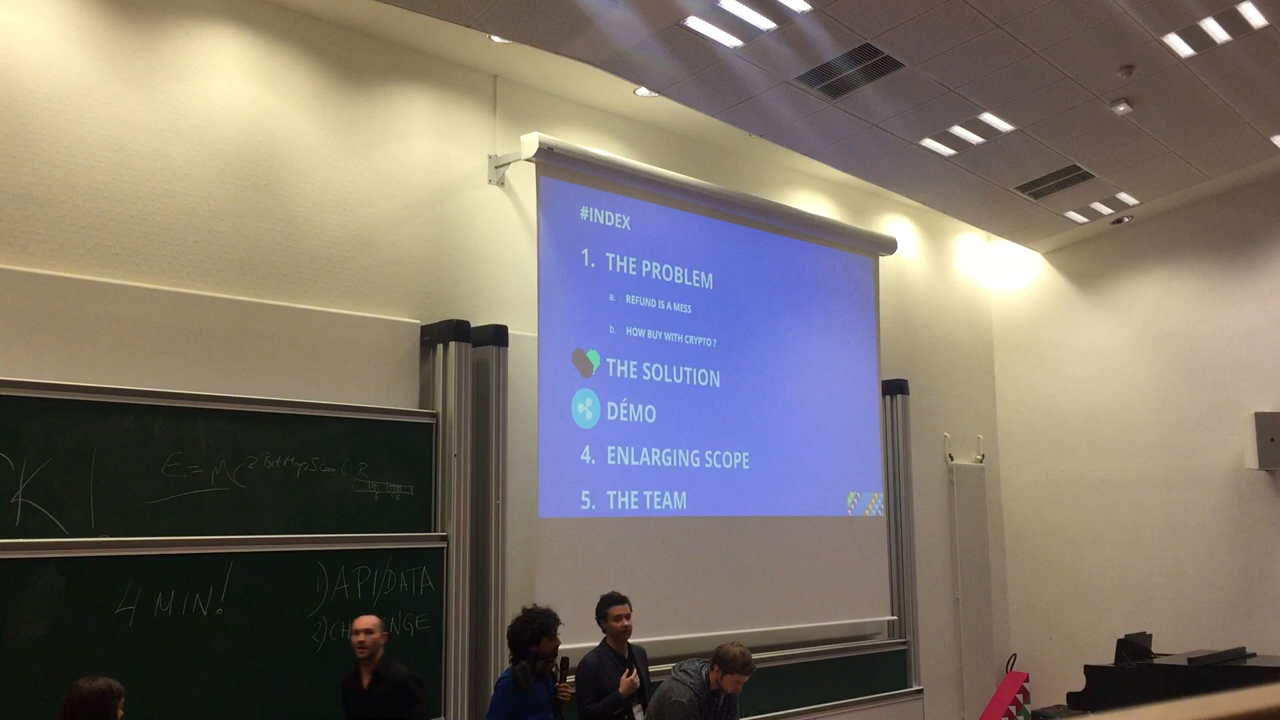 #INDEX
1. THE PROBLEM
a. REFUND IS A MESS
b. HOW BUY WITH CRYPTO ?
THE SOLUTION
DÉMO
4. ENLARGING SCOPE
5. THE TEAM
E=MC²
4 MIN!
1) API/DATA
2)